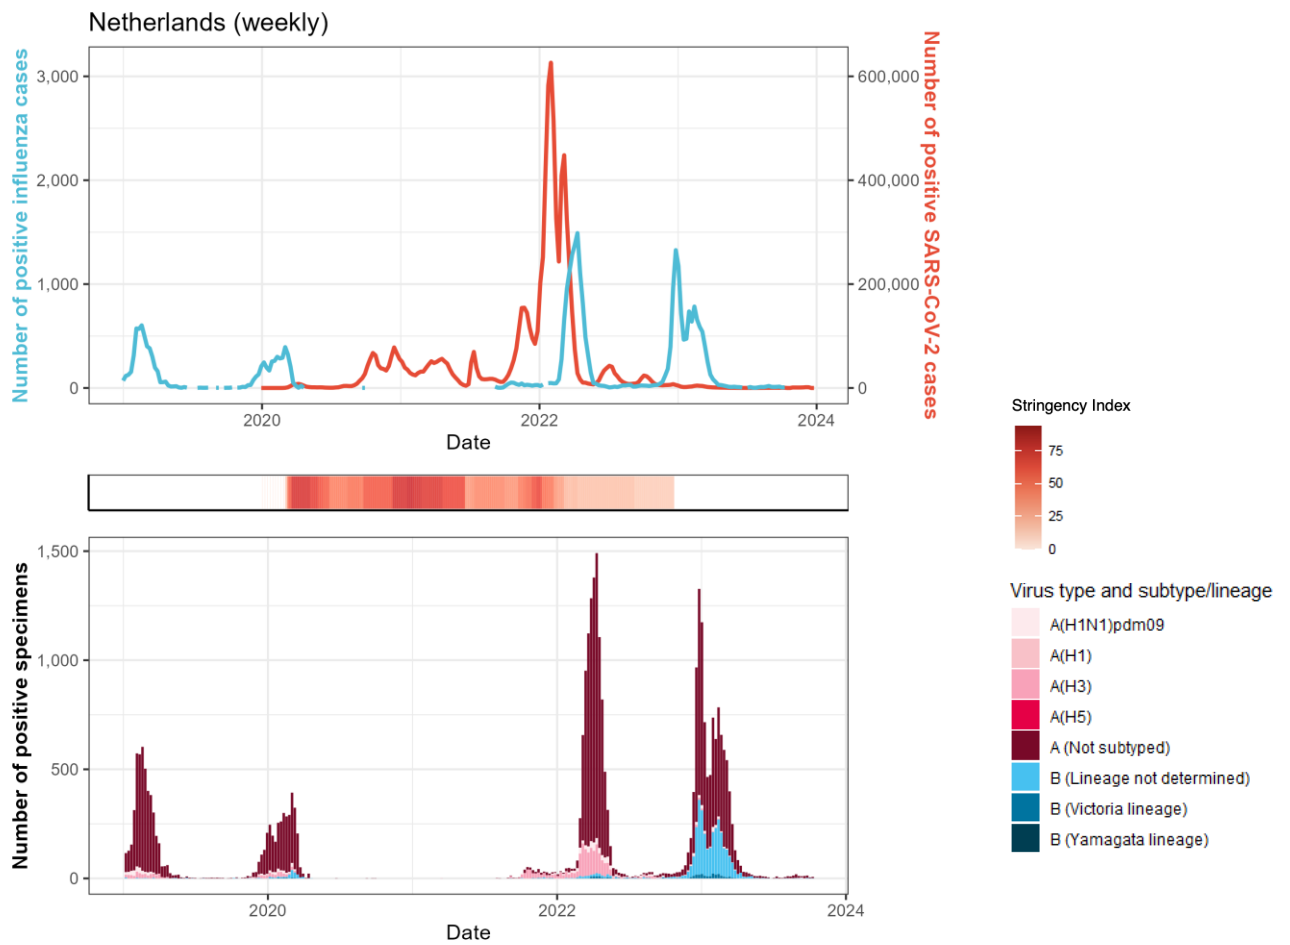 Netherlands (weekly)
Number of positive influenza cases
3,000
2,000
1,000
0
600,000
400,000
200,000
0
Number of positive SARS-CoV-2 cases
2020
2022
2024
Date
Stringency Index
75
50
25
0
Number of positive specimens
1,500
1,000
500
0
2020
2022
2024
Date
Virus type and subtype/lineage
A(H1N1)pdm09
A(H1)
A(H3)
A(H5)
A (Not subtyped)
B (Lineage not determined)
B (Victoria lineage)
B (Yamagata lineage)